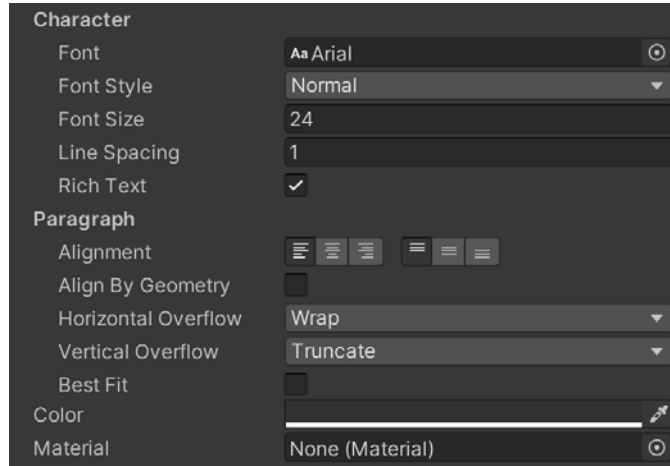 Character
Font Aa Arial
Font Style Normal
Font Size 24
Line Spacing 1
Rich Text
Paragraph
Alignment
Align By Geometry
Horizontal Overflow Wrap
Vertical Overflow Truncate
Best Fit
Color
Material None (Material)